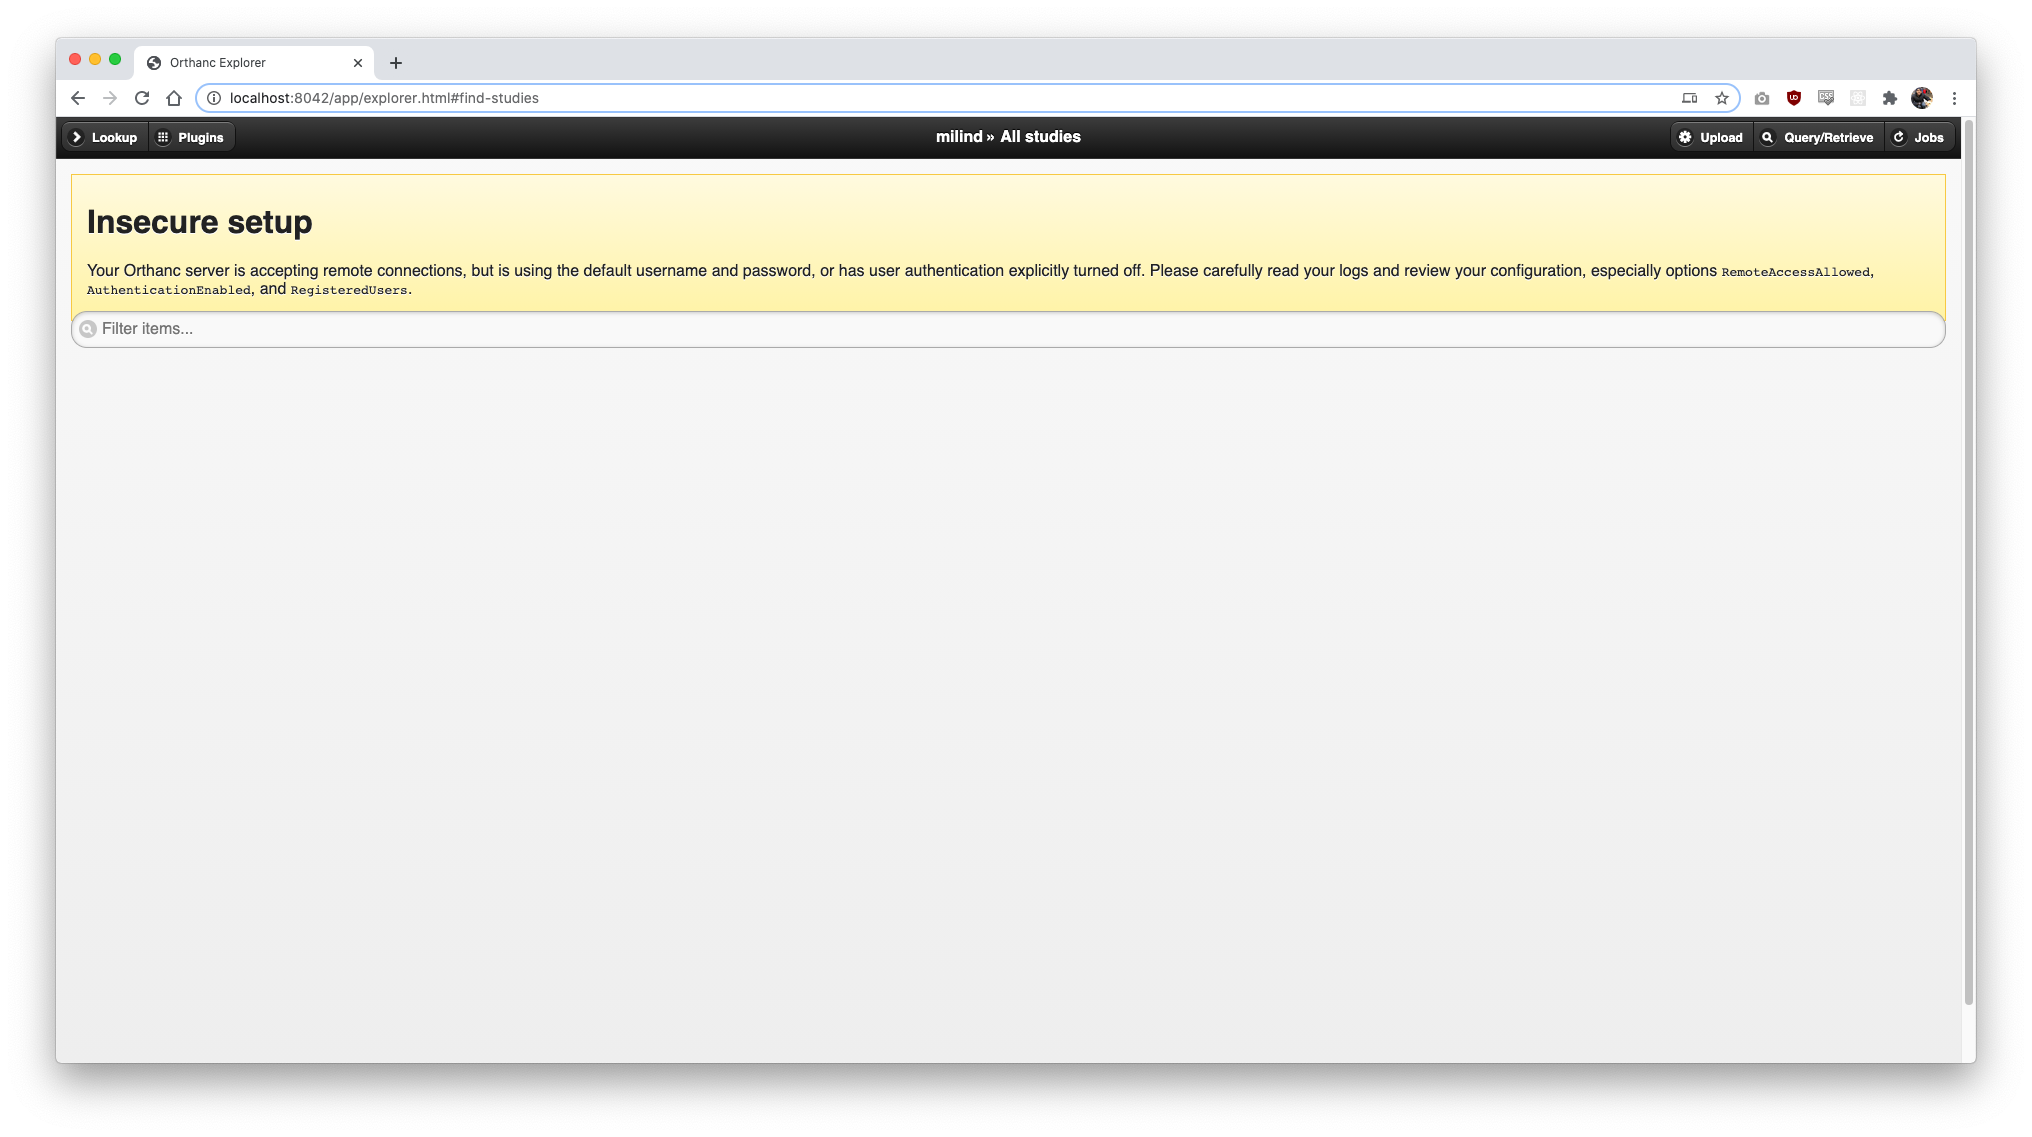 Orthanc Explorer
localhost:8042/app/explorer.html#find-studies
Lookup Plugins milind » All studies Upload Query/Retrieve Jobs
Insecure setup
Your Orthanc server is accepting remote connections, but is using the default username and password, or has user authentication explicitly turned off. Please carefully read your logs and review your configuration, especially options RemoteAccessAllowed,
AuthenticationEnabled, and RegisteredUsers.
Filter items...